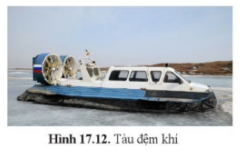 Hình 17.12. Tàu đệm khí